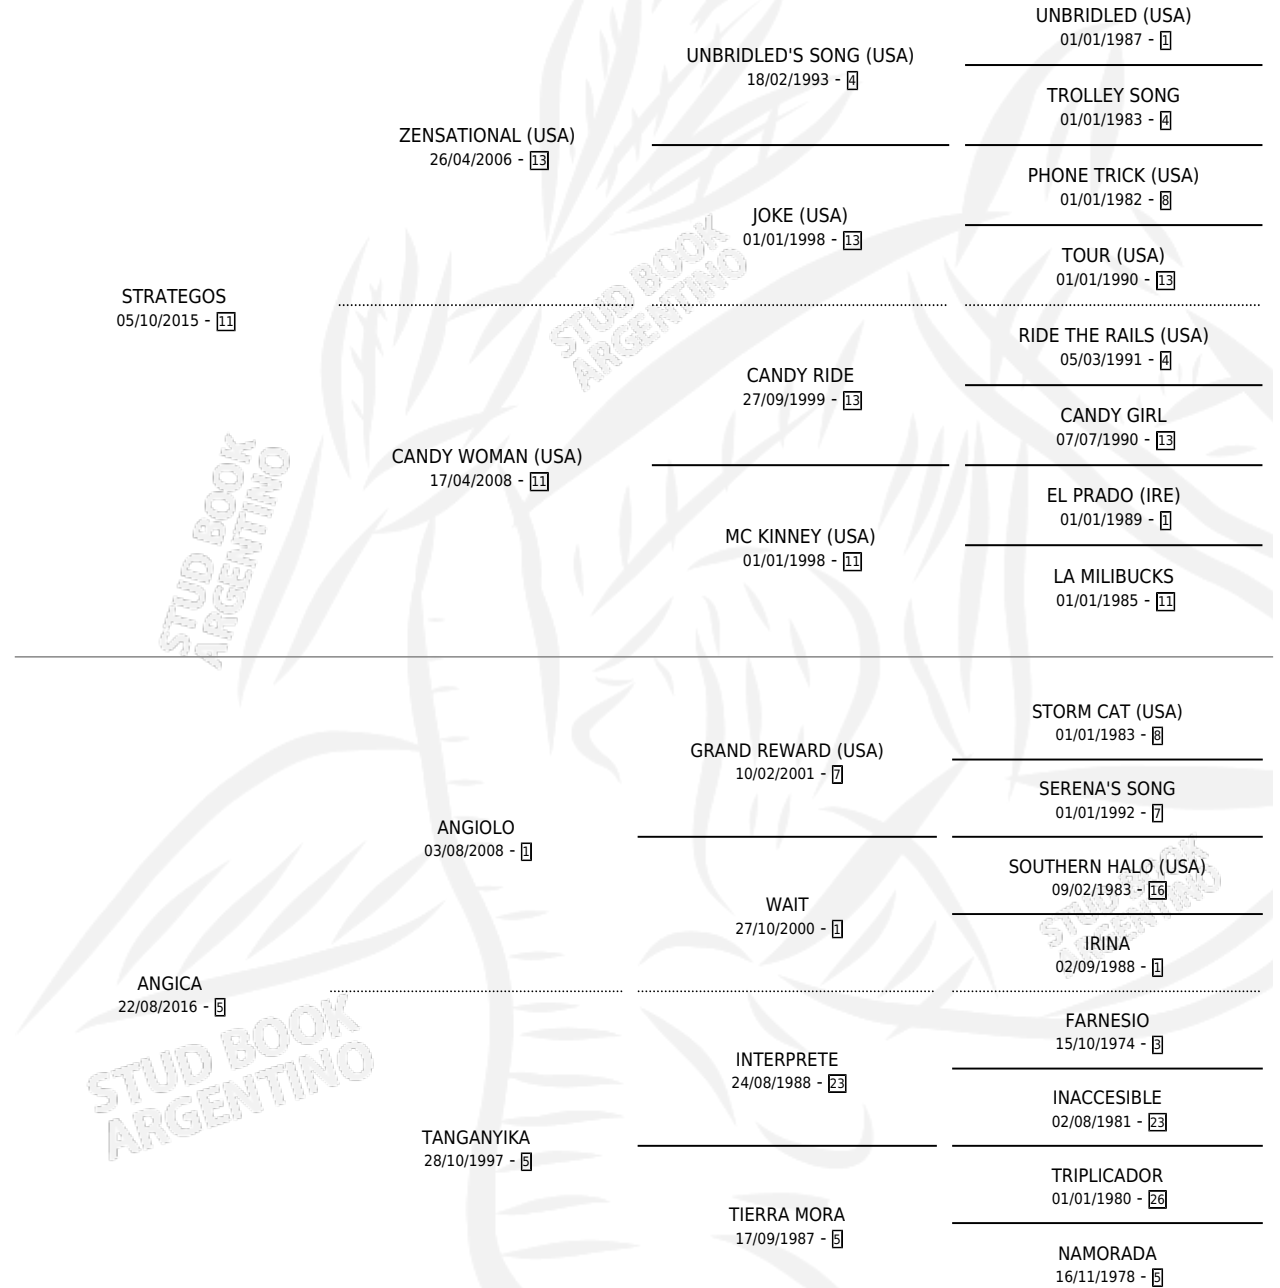 UNBRIDLED (USA)
01/01/1987 - 1
UNBRIDLED'S SONG (USA)
18/02/1993 - 4
TROLLEY SONG
01/01/1983 - 4
ZENSATIONAL (USA)
26/04/2006 - 13
PHONE TRICK (USA)
01/01/1982 - 8
JOKE (USA)
01/01/1998 - 13
TOUR (USA)
01/01/1990 - 13
STRATEGOS
05/10/2015 - 11
STUD BOOK
ARGENTINO
RIDE THE RAILS (USA)
05/03/1991 - 4
CANDY RIDE
27/09/1999 - 13
CANDY GIRL
07/07/1990 - 13
CANDY WOMAN (USA)
17/04/2008 - 11
EL PRADO (IRE)
01/01/1989 - 1
MC KINNEY (USA)
01/01/1998 - 11
LA MILIBUCKS
01/01/1985 - 11
STUD BOOK
ARGENTINO
STORM CAT (USA)
01/01/1983 - 8
GRAND REWARD (USA)
10/02/2001 - 7
SERENA'S SONG
01/01/1992 - 7
ANGIOLO
03/08/2008 - 1
SOUTHERN HALO (USA)
09/02/1983 - 16
WAIT
27/10/2000 - 1
STUD BOOK
ARGENTINO
IRINA
02/09/1988 - 1
ANGICA
22/08/2016 - 5
FARNESIO
15/10/1974 - 3
INTERPRETE
24/08/1988 - 23
INACCESIBLE
02/08/1981 - 23
STUD BOOK
ARGENTINO
TANGANYIKA
28/10/1997 - 5
TRIPLICADOR
01/01/1980 - 26
TIERRA MORA
17/09/1987 - 5
NAMORADA
16/11/1978 - 5